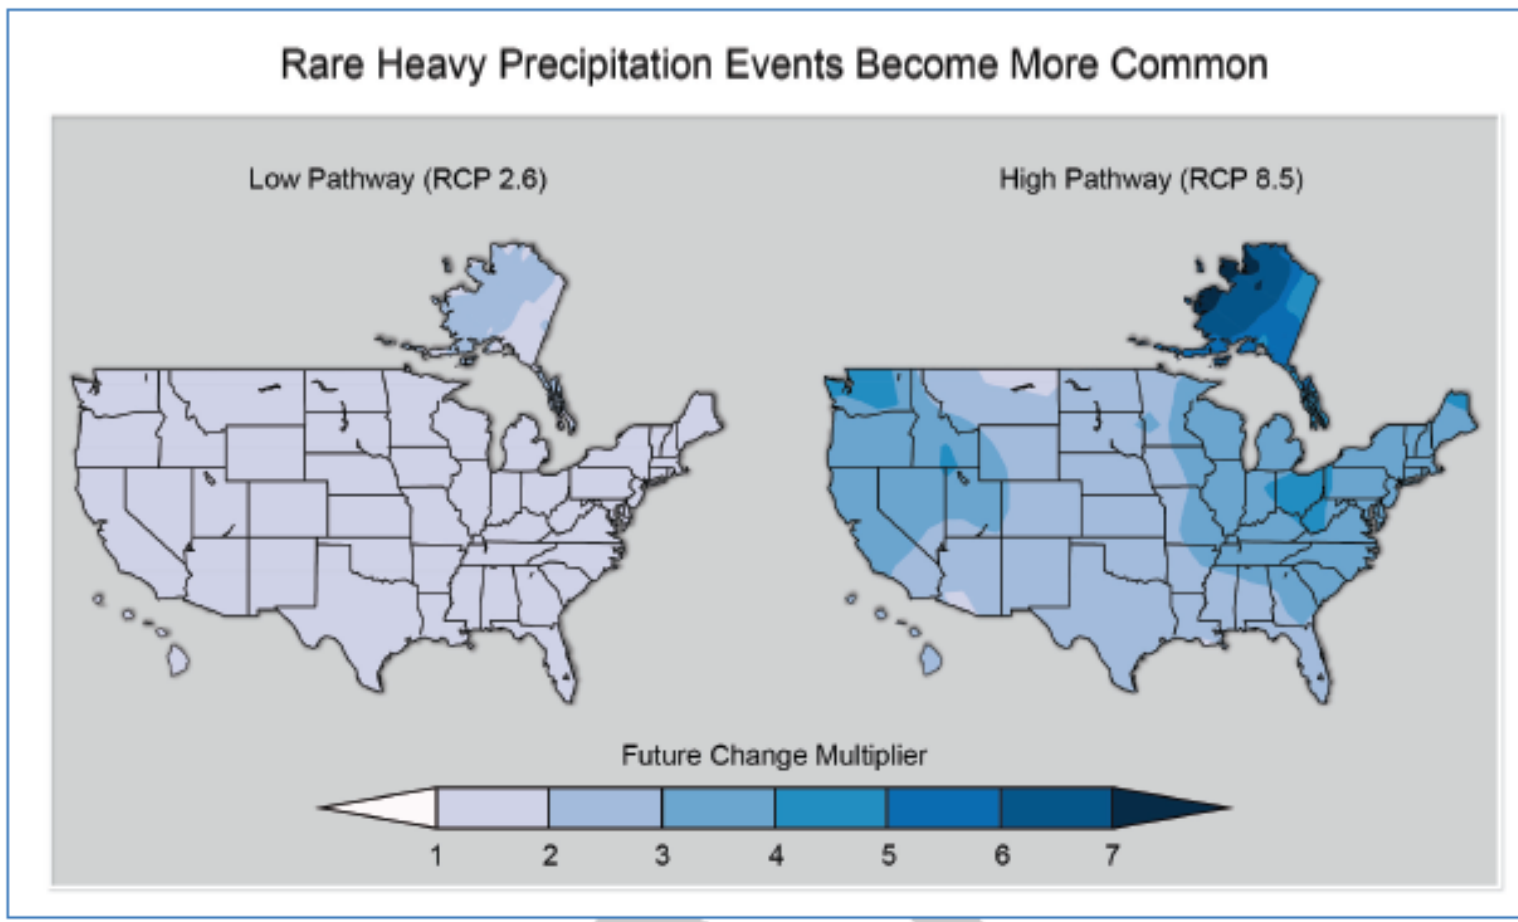 Rare Heavy Precipitation Events Become More Common
Low Pathway (RCP 2.6)
High Pathway (RCP 8.5)
Future Change Multiplier
1 2 3 4 5 6 7